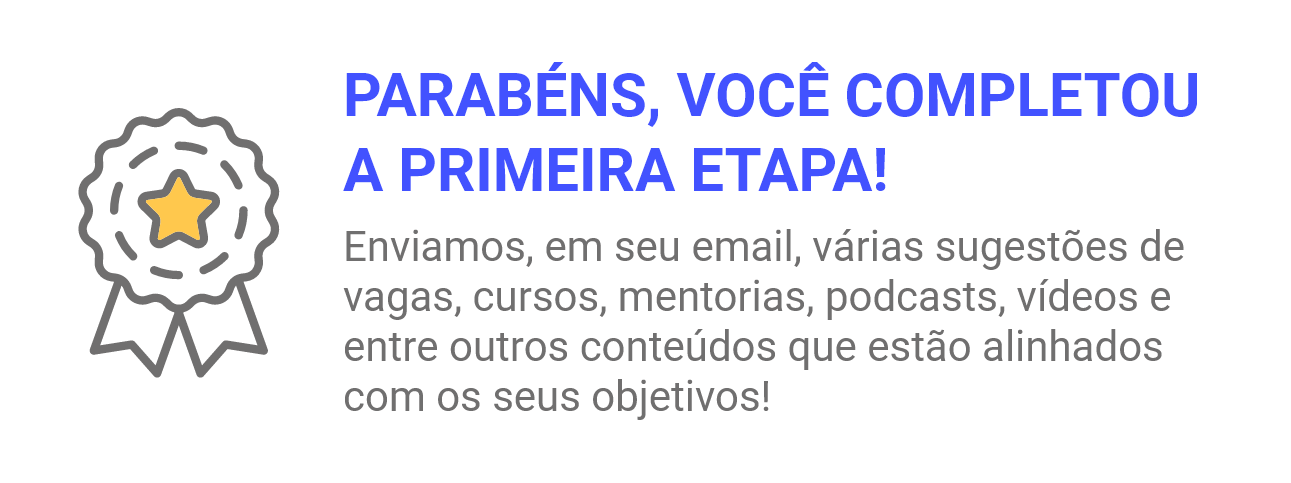 PARABÉNS, VOCÊ COMPLETOU
A PRIMEIRA ETAPA!
Enviamos, em seu email, várias sugestões de
vagas, cursos, mentorias, podcasts, vídeos e
entre outros conteúdos que estão alinhados
com os seus objetivos!